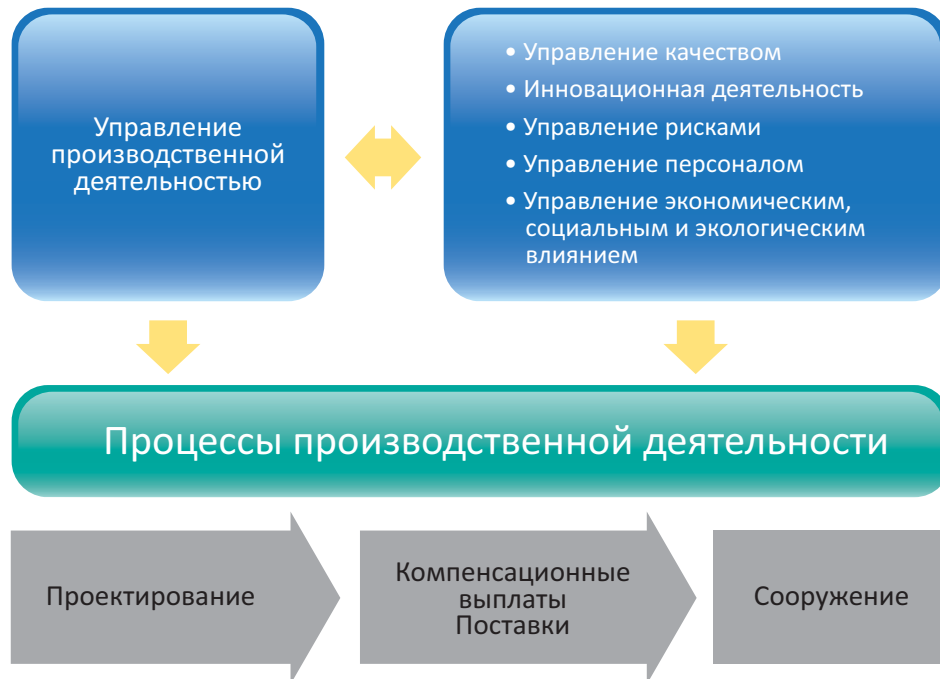 Управление
производственной
деятельностью
• Управление качеством
• Инновационная деятельность
• Управление рисками
• Управление персоналом
• Управление экономическим,
социальным и экологическим
влиянием
Процессы производственной деятельности
Проектирование
Компенсационные
выплаты
Поставки
Сооружение